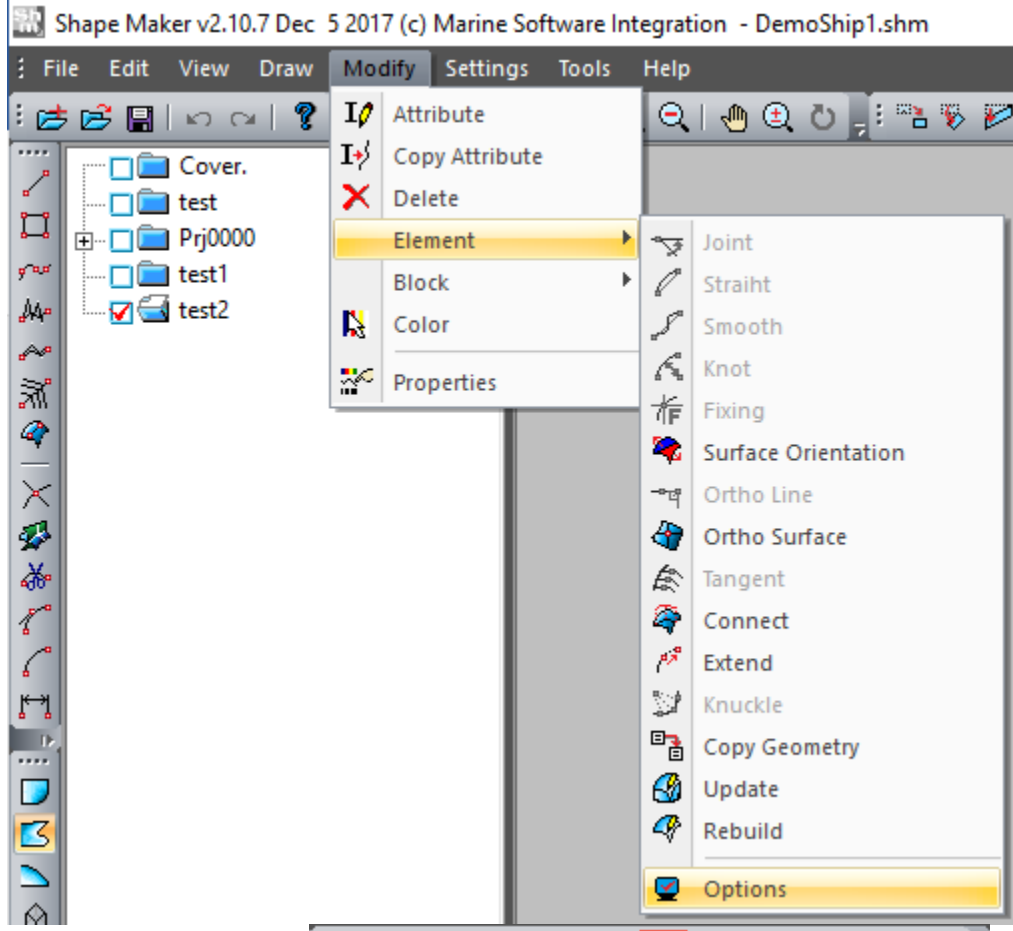 Shape Maker v2.10.7 Dec  5 2017 (c) Marine Software Integration  - DemoShip1.shm
File Edit View Draw Modify Settings Tools Help
Attribute
Copy Attribute
Delete
Element
Block
Color
Properties
Cover.
test
Prj0000
test1
test2
Joint
Straiht
Smooth
Knot
Fixing
Surface Orientation
Ortho Line
Ortho Surface
Tangent
Connect
Extend
Knuckle
Copy Geometry
Update
Rebuild
Options